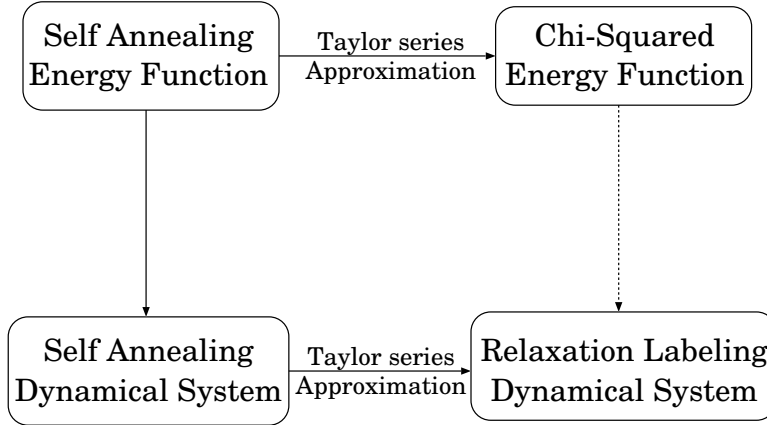 Self Annealing
Energy Function
Taylor series
Approximation
Chi-Squared
Energy Function
Self Annealing
Dynamical System
Taylor series
Approximation
Relaxation Labeling
Dynamical System